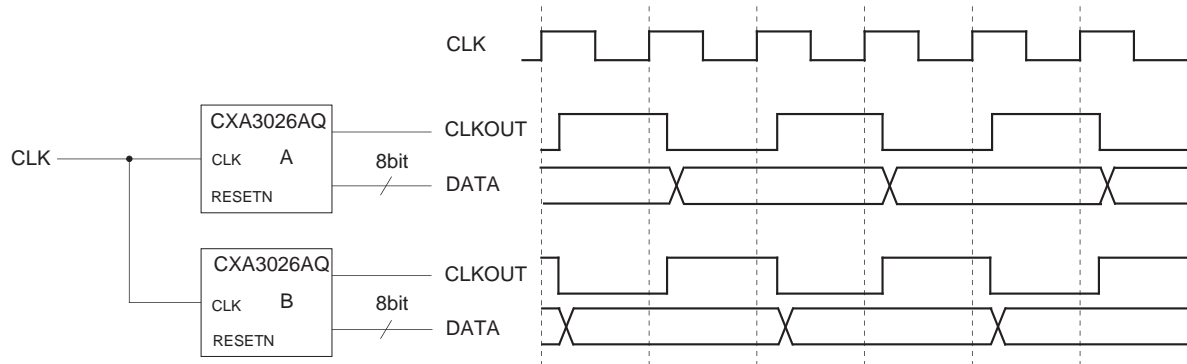 CLK
CXA3026AQ
CLKOUT
CLK
CLK A
8bit
DATA
RESETN
CXA3026AQ
CLKOUT
CLK B
8bit
DATA
RESETN